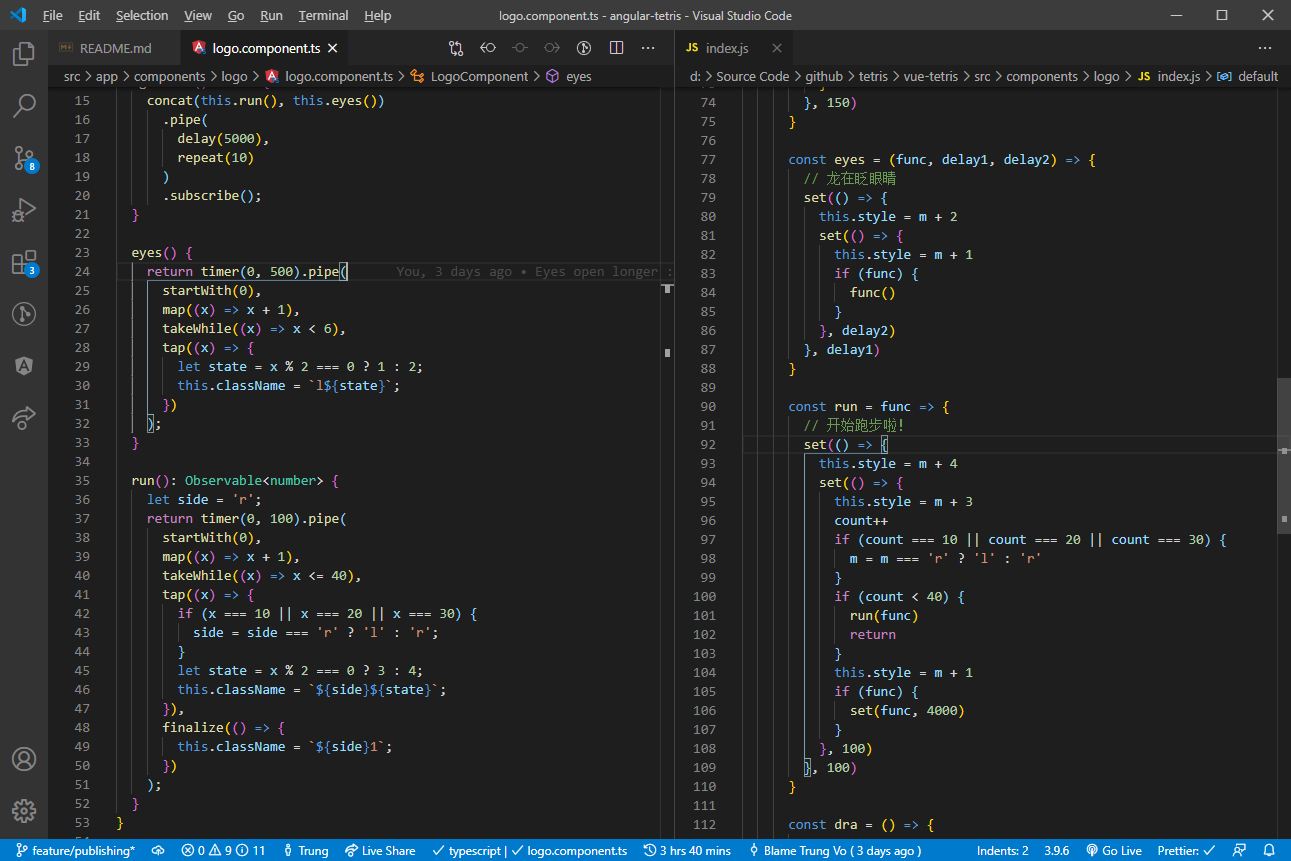 File Edit Selection View Go Run Terminal Help
logo.component.ts - angular-tetris - Visual Studio Code
README.md
logo.component.ts
src > app > components > logo > logo.component.ts > LogoComponent > eyes
15 concat(this.run(), this.eyes())
16 .pipe(
17 delay(5000),
18 repeat(10)
19 )
20 .subscribe();
21 }
22
23 eyes() {
24 return timer(0, 500).pipe( You, 3 days ago • Eyes open longer :
25 startWith(0),
26 map((x) => x + 1),
27 takeWhile((x) => x < 6),
28 tap((x) => {
29 let state = x % 2 === 0 ? 1 : 2;
30 this.className = `l${state}`;
31 })
32 );
33 }
34
35 run(): Observable<number> {
36 let side = 'r';
37 return timer(0, 100).pipe(
38 startWith(0),
39 map((x) => x + 1),
40 takeWhile((x) => x <= 40),
41 tap((x) => {
42 if (x === 10 || x === 20 || x === 30) {
43 side = side === 'r' ? 'l' : 'r';
44 }
45 let state = x % 2 === 0 ? 3 : 4;
46 this.className = `${side}${state}`;
47 }),
48 finalize(() => {
49 this.className = `${side}1`;
50 })
51 );
52 }
53 }
JS index.js
d: > Source Code > github > tetris > vue-tetris > src > components > logo > JS index.js > default
74 }, 150)
75 }
76
77 const eyes = (func, delay1, delay2) => {
78 // 龙在眨眼睛
79 set(() => {
80 this.style = m + 2
81 set(() => {
82 this.style = m + 1
83 if (func) {
84 func()
85 }
86 }, delay2)
87 }, delay1)
88 }
89
90 const run = func => {
91 // 开始跑步啦!
92 set(() => {
93 this.style = m + 4
94 set(() => {
95 this.style = m + 3
96 count++
97 if (count === 10 || count === 20 || count === 30) {
98 m = m === 'r' ? 'l' : 'r'
99 }
100 if (count < 40) {
101 run(func)
102 return
103 }
104 this.style = m + 1
105 if (func) {
106 set(func, 4000)
107 }
108 }, 100)
109 }, 100)
110 }
111
112 const dra = () => {
8
3
feature/publishing* 0 9 11 Trung Live Share typescript | logo.component.ts 3 hrs 40 mins Blame Trung Vo ( 3 days ago ) Indents: 2 3.9.6 Go Live Prettier: